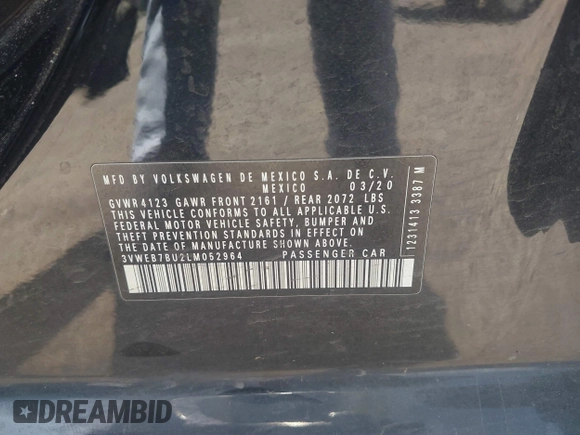 MFD BY VOLKSWAGEN DE MEXICO S.A. DE C.V.
MEXICO 03/20
GVWR 4123 GAWR FRONT 2161 / REAR 2072 LBS
THIS VEHICLE CONFORMS TO ALL APPLICABLE U.S.
FEDERAL MOTOR VEHICLE SAFETY, BUMPER AND
THEFT PREVENTION STANDARDS IN EFFECT ON
THE DATE OF MANUFACTURE SHOWN ABOVE.
3VWEB7BU2LM052964 PASSENGER CAR
1231413 3387 M
DREAMBID